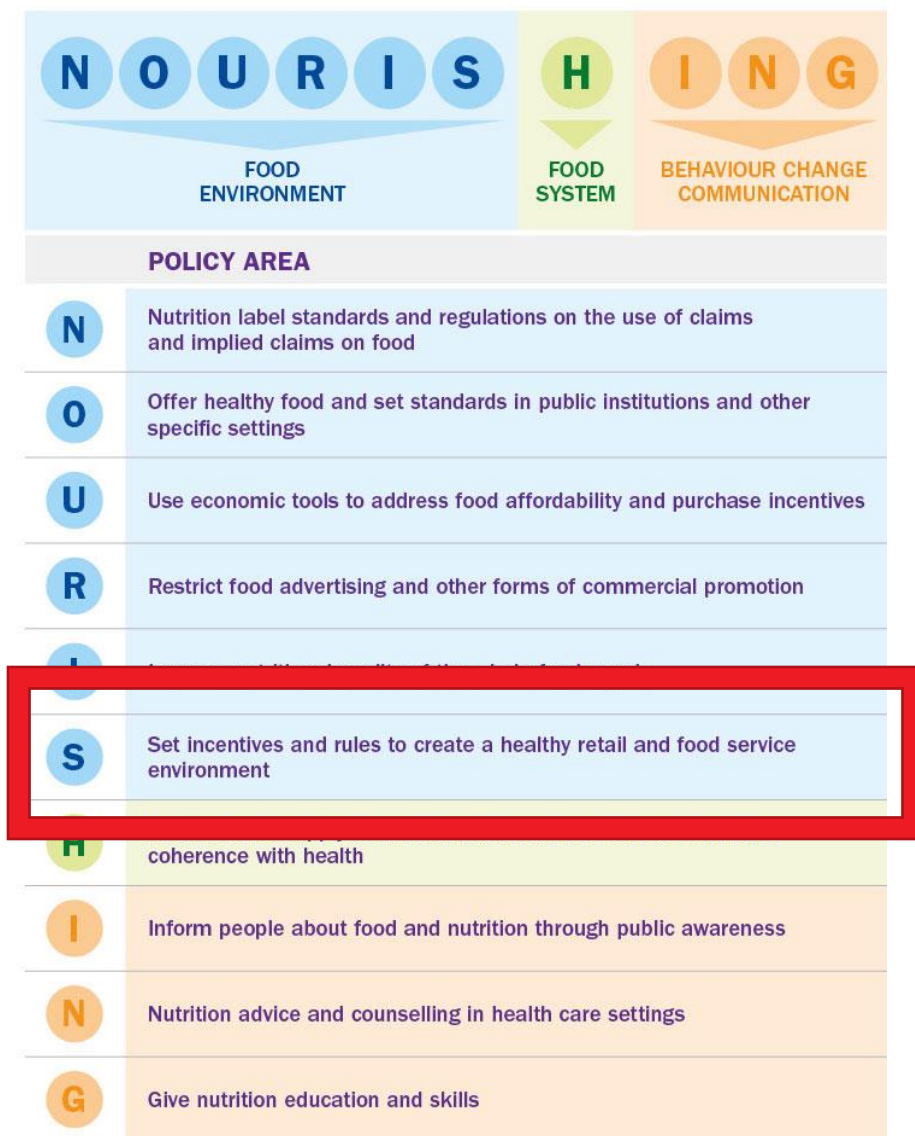 N O U R I S H I N G
FOOD
ENVIRONMENT
FOOD
SYSTEM
BEHAVIOUR CHANGE
COMMUNICATION
POLICY AREA
N
Nutrition label standards and regulations on the use of claims
and implied claims on food
O
Offer healthy food and set standards in public institutions and other
specific settings
U
Use economic tools to address food affordability and purchase incentives
R
Restrict food advertising and other forms of commercial promotion
S
Set incentives and rules to create a healthy retail and food service
environment
H
coherence with health
I
Inform people about food and nutrition through public awareness
N
Nutrition advice and counselling in health care settings
G
Give nutrition education and skills